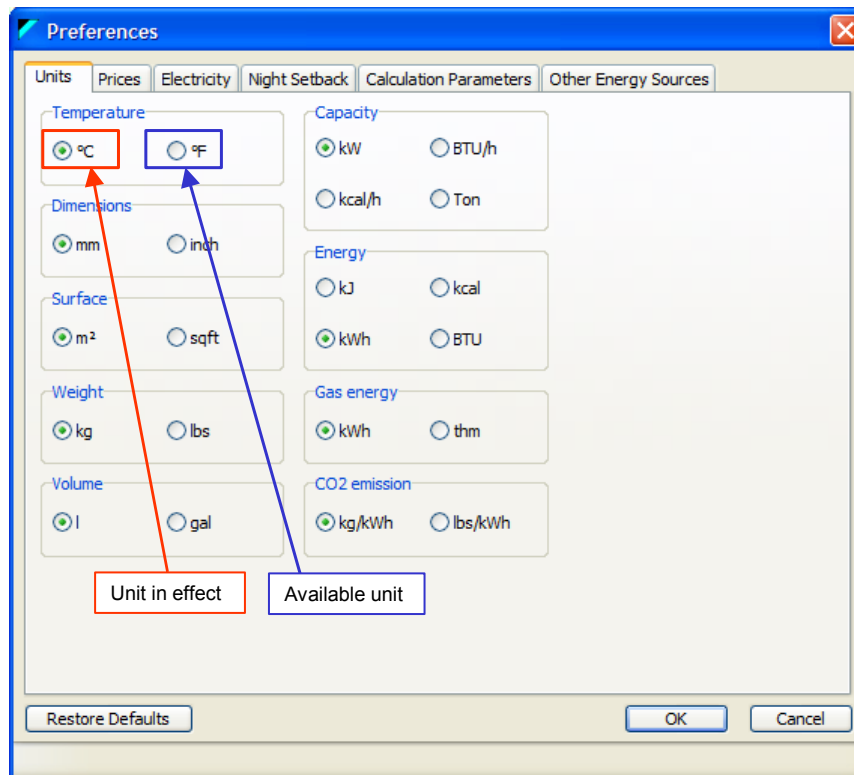 Preferences
Units Prices Electricity Night Setback Calculation Parameters Other Energy Sources
Temperature
ºC ºF
Dimensions
mm inch
Surface
m² sqft
Weight
kg lbs
Volume
l gal
Capacity
kW BTU/h
kcal/h Ton
Energy
kJ kcal
kWh BTU
Gas energy
kWh thm
CO2 emission
kg/kWh lbs/kWh
Unit in effect
Available unit
Restore Defaults OK Cancel